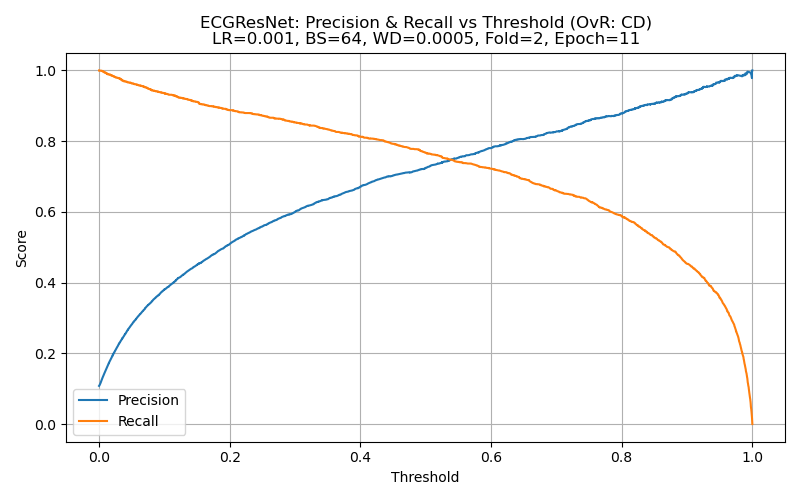 ECGResNet: Precision & Recall vs Threshold (OvR: CD)
LR=0.001, BS=64, WD=0.0005, Fold=2, Epoch=11
1.0
0.8
0.6
0.4
0.2
0.0
Score
Precision
Recall
0.0 0.2 0.4 0.6 0.8 1.0
Threshold